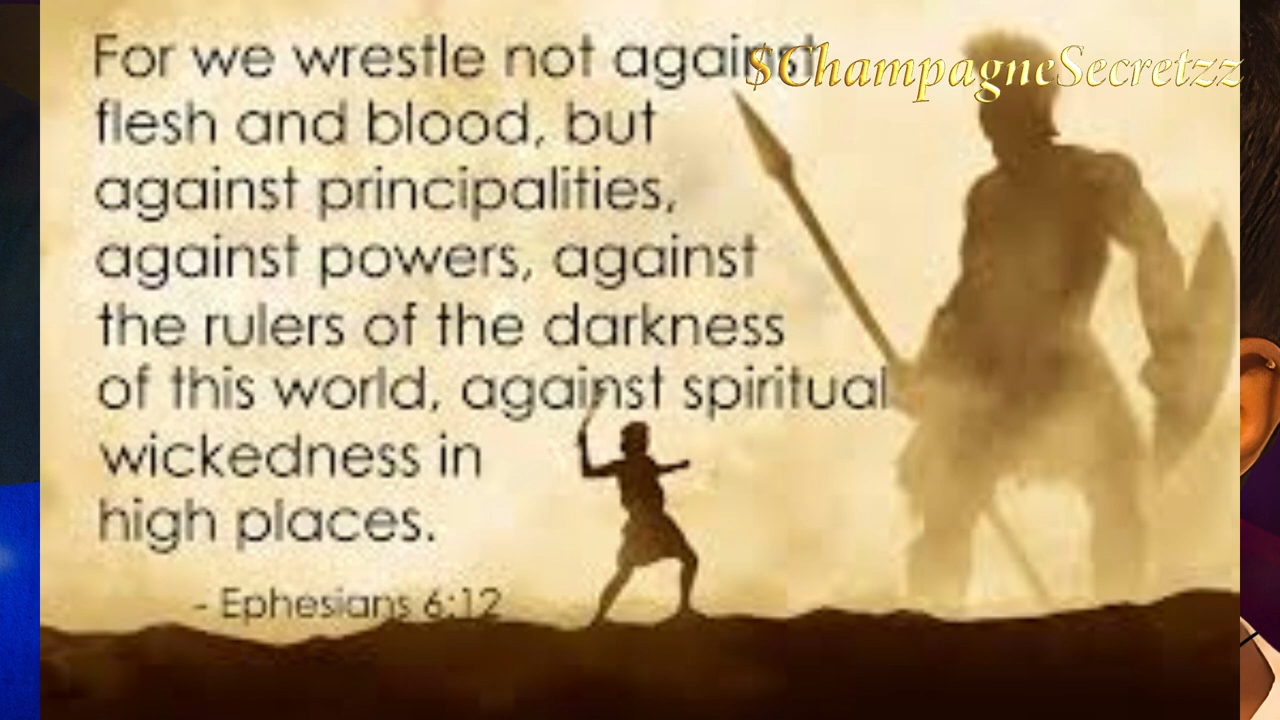 For we wrestle not against
$ChampagneSecretzz
flesh and blood, but
against principalities,
against powers, against
the rulers of the darkness
of this world, against spiritual
wickedness in
high places.
- Ephesians 6:12